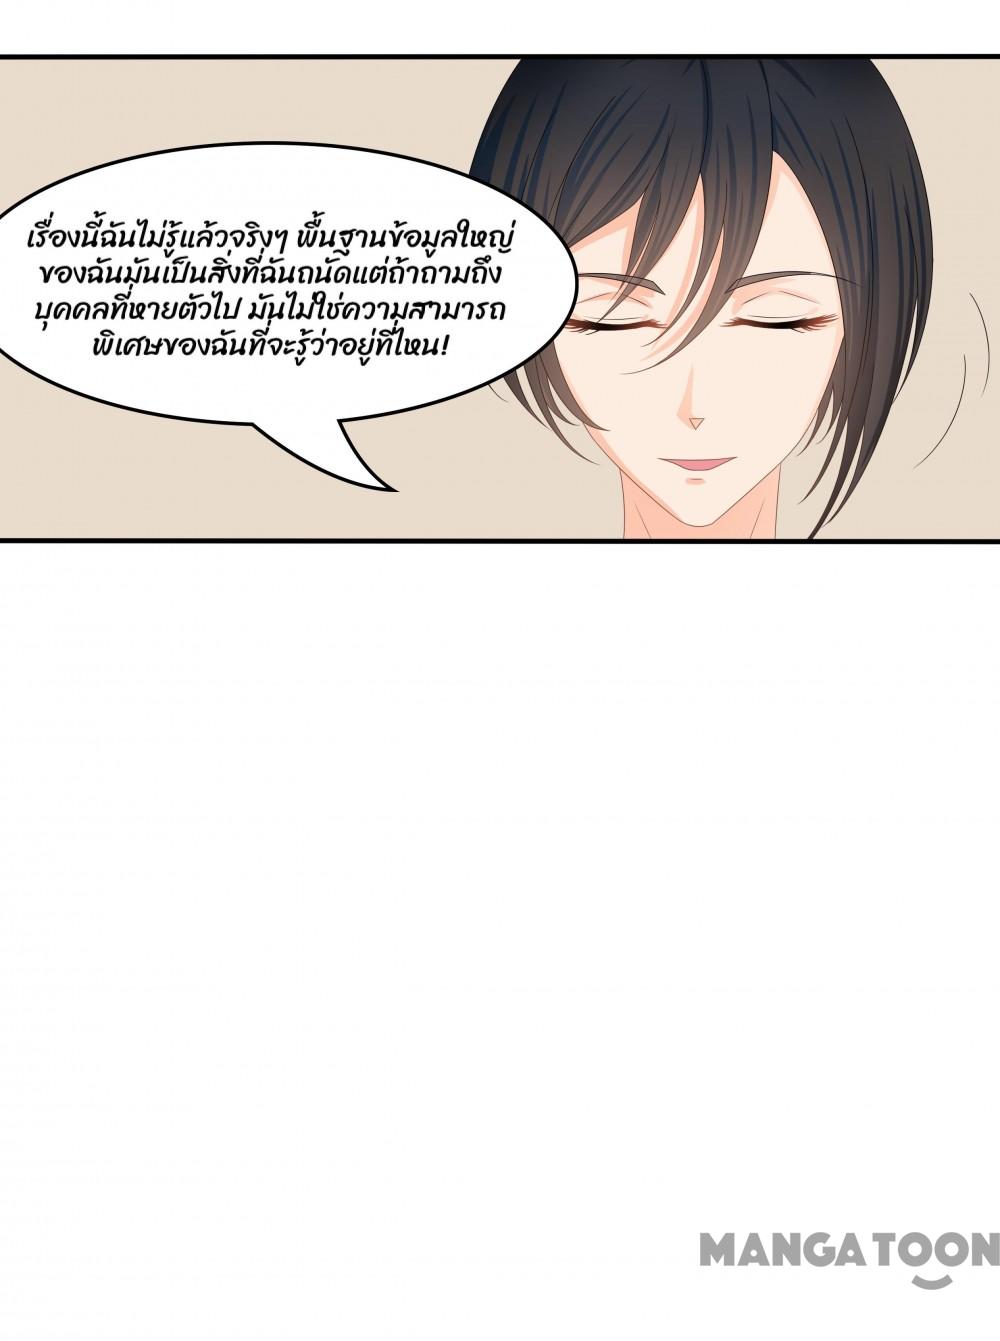 เรื่องนี้ฉันไม่รู้แล้วจริงๆ พื้นฐานข้อมูลใหญ่
ของฉันมันเป็นสิ่งที่ฉันถนัดแต่ถ้าถามถึง
บุคคลที่หายตัวไป มันไม่ใช่ความสามารถ
พิเศษของฉันที่จะรู้ว่าอยู่ที่ไหน!
MANGATOON